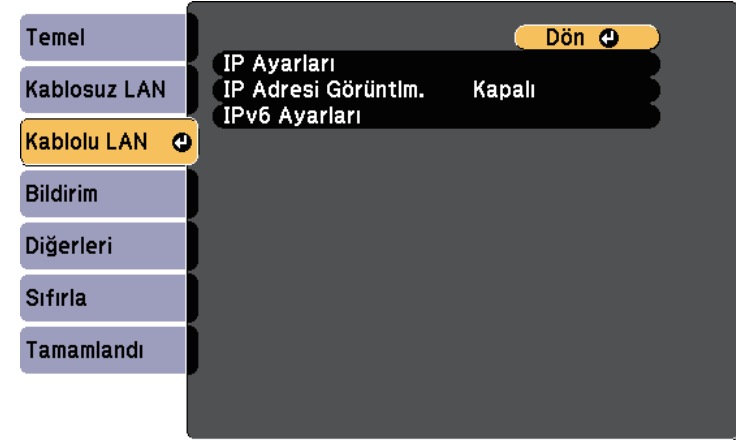 Temel
Kablosuz LAN
Kablolu LAN
Bildirim
Diğerleri
Sıfırla
Tamamlandı
Dön
IP Ayarları
IP Adresi Görüntlm. Kapalı
IPv6 Ayarları